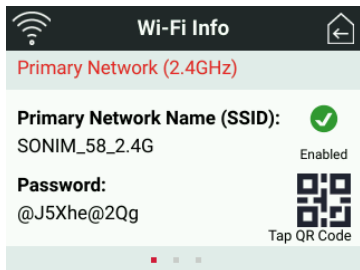 Wi-Fi Info
Primary Network (2.4GHz)
Primary Network Name (SSID):
SONIM_58_2.4G
Enabled
Password:
@J5Xhe@2Qg
Tap QR Code